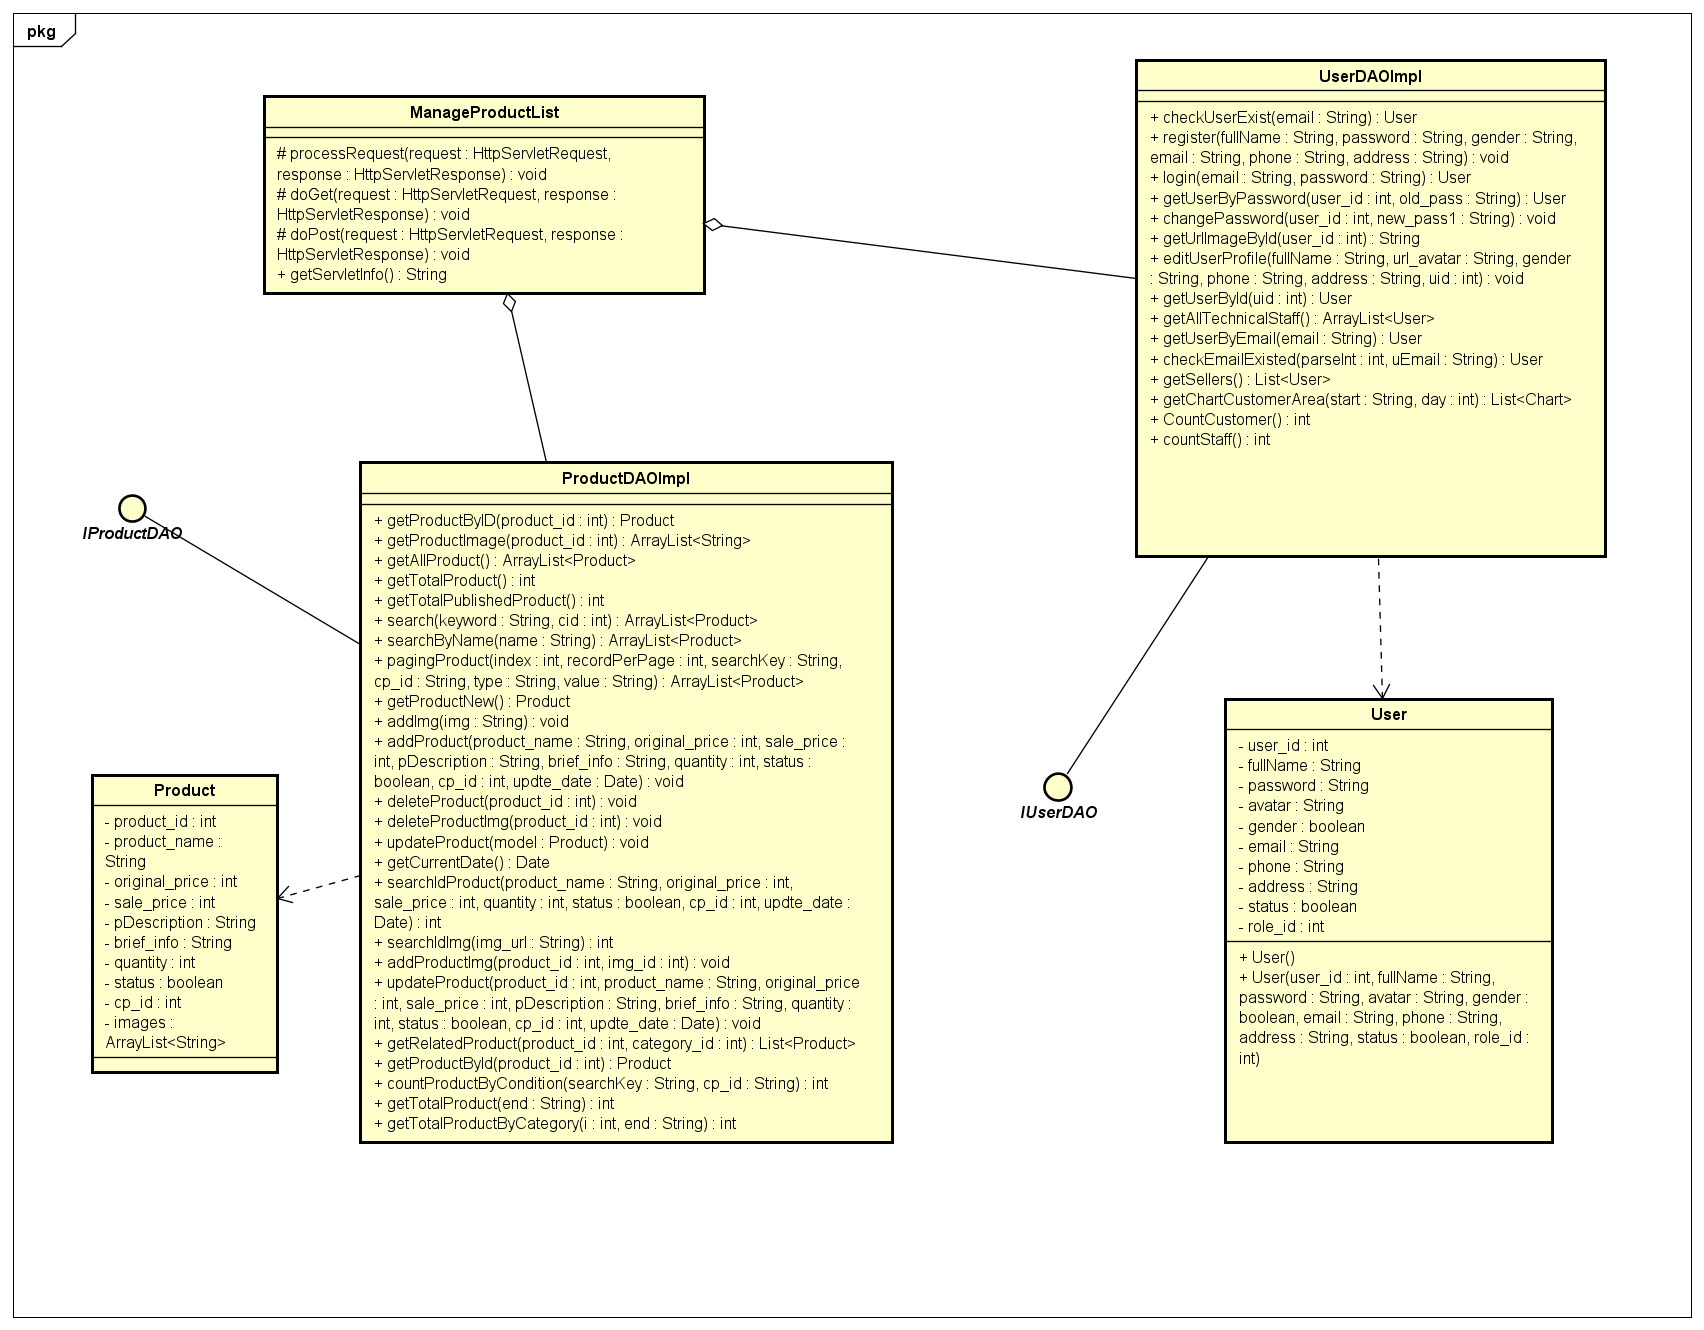 pkg
ManageProductList
# processRequest(request : HttpServletRequest,
response : HttpServletResponse) : void
# doGet(request : HttpServletRequest, response :
HttpServletResponse) : void
# doPost(request : HttpServletRequest, response :
HttpServletResponse) : void
+ getServletInfo() : String
UserDAOImpl
+ checkUserExist(email : String) : User
+ register(fullName : String, password : String, gender : String,
email : String, phone : String, address : String) : void
+ login(email : String, password : String) : User
+ getUserByPassword(user_id : int, old_pass : String) : User
+ changePassword(user_id : int, new_pass1 : String) : void
+ getUrlImageById(user_id : int) : String
+ editUserProfile(fullName : String, url_avatar : String, gender
: String, phone : String, address : String, uid : int) : void
+ getUserById(uid : int) : User
+ getAllTechnicalStaff() : ArrayList<User>
+ getUserByEmail(email : String) : User
+ checkEmailExisted(parseInt : int, uEmail : String) : User
+ getSellers() : List<User>
+ getChartCustomerArea(start : String, day : int) : List<Chart>
+ CountCustomer() : int
+ countStaff() : int
IProductDAO
ProductDAOImpl
+ getProductByID(product_id : int) : Product
+ getProductImage(product_id : int) : ArrayList<String>
+ getAllProduct() : ArrayList<Product>
+ getTotalProduct() : int
+ getTotalPublishedProduct() : int
+ search(keyword : String, cid : int) : ArrayList<Product>
+ searchByName(name : String) : ArrayList<Product>
+ pagingProduct(index : int, recordPerPage : int, searchKey : String,
cp_id : String, type : String, value : String) : ArrayList<Product>
+ getProductNew() : Product
+ addImg(img : String) : void
+ addProduct(product_name : String, original_price : int, sale_price :
int, pDescription : String, brief_info : String, quantity : int, status :
boolean, cp_id : int, updte_date : Date) : void
+ deleteProduct(product_id : int) : void
+ deleteProductImg(product_id : int) : void
+ updateProduct(model : Product) : void
+ getCurrentDate() : Date
+ searchIdProduct(product_name : String, original_price : int,
sale_price : int, quantity : int, status : boolean, cp_id : int, updte_date :
Date) : int
+ searchIdImg(img_url : String) : int
+ addProductImg(product_id : int, img_id : int) : void
+ updateProduct(product_id : int, product_name : String, original_price
: int, sale_price : int, pDescription : String, brief_info : String, quantity :
int, status : boolean, cp_id : int, updte_date : Date) : void
+ getRelatedProduct(product_id : int, category_id : int) : List<Product>
+ getProductById(product_id : int) : Product
+ countProductByCondition(searchKey : String, cp_id : String) : int
+ getTotalProduct(end : String) : int
+ getTotalProductByCategory(i : int, end : String) : int
Product
- product_id : int
- product_name :
String
- original_price : int
- sale_price : int
- pDescription : String
- brief_info : String
- quantity : int
- status : boolean
- cp_id : int
- images :
ArrayList<String>
IUserDAO
User
- user_id : int
- fullName : String
- password : String
- avatar : String
- gender : boolean
- email : String
- phone : String
- address : String
- status : boolean
- role_id : int
+ User()
+ User(user_id : int, fullName : String,
password : String, avatar : String, gender :
boolean, email : String, phone : String,
address : String, status : boolean, role_id :
int)